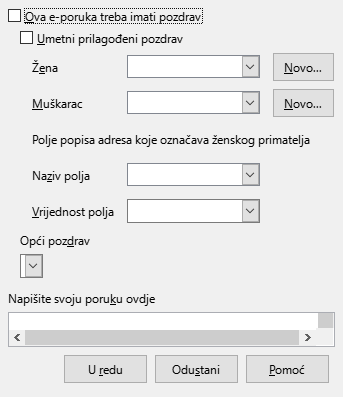 Ova e-poruka treba imati pozdrav
Umetni prilagođeni pozdrav
Žena
Novo...
Muškarac
Novo...
Polje popisa adresa koje označava ženskog primatelja
Naziv polja
Vrijednost polja
Opći pozdrav
Napišite svoju poruku ovdje
U redu
Odustani
Pomoć